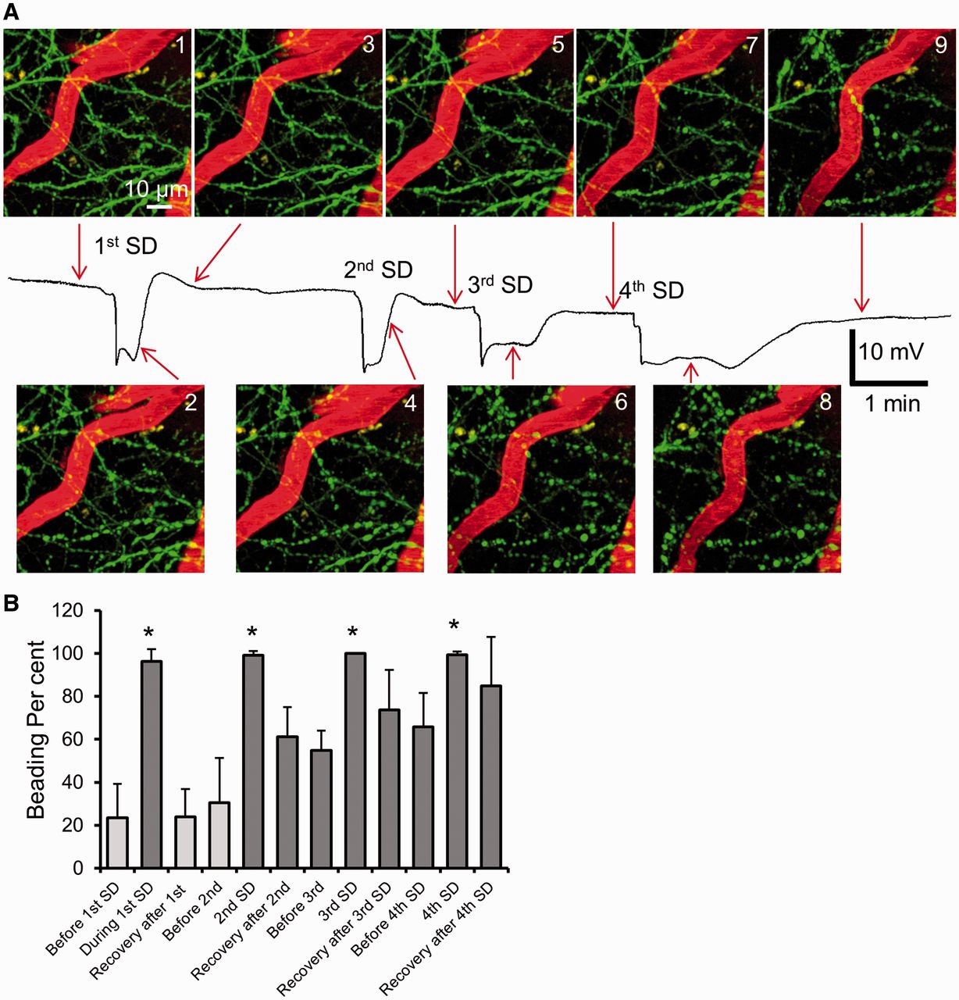 A
1
3
5
7
9
10 µm
1st SD
2nd SD
3rd SD
4th SD
10 mV
1 min
2
4
6
8
B
120
100
80
60
40
20
0
Beading Per cent
*
*
*
*
Before 1st SD
During 1st SD
Recovery after 1st
Before 2nd
2nd SD
Recovery after 2nd
Before 3rd
3rd SD
Recovery after 3rd SD
Before 4th SD
4th SD
Recovery after 4th SD